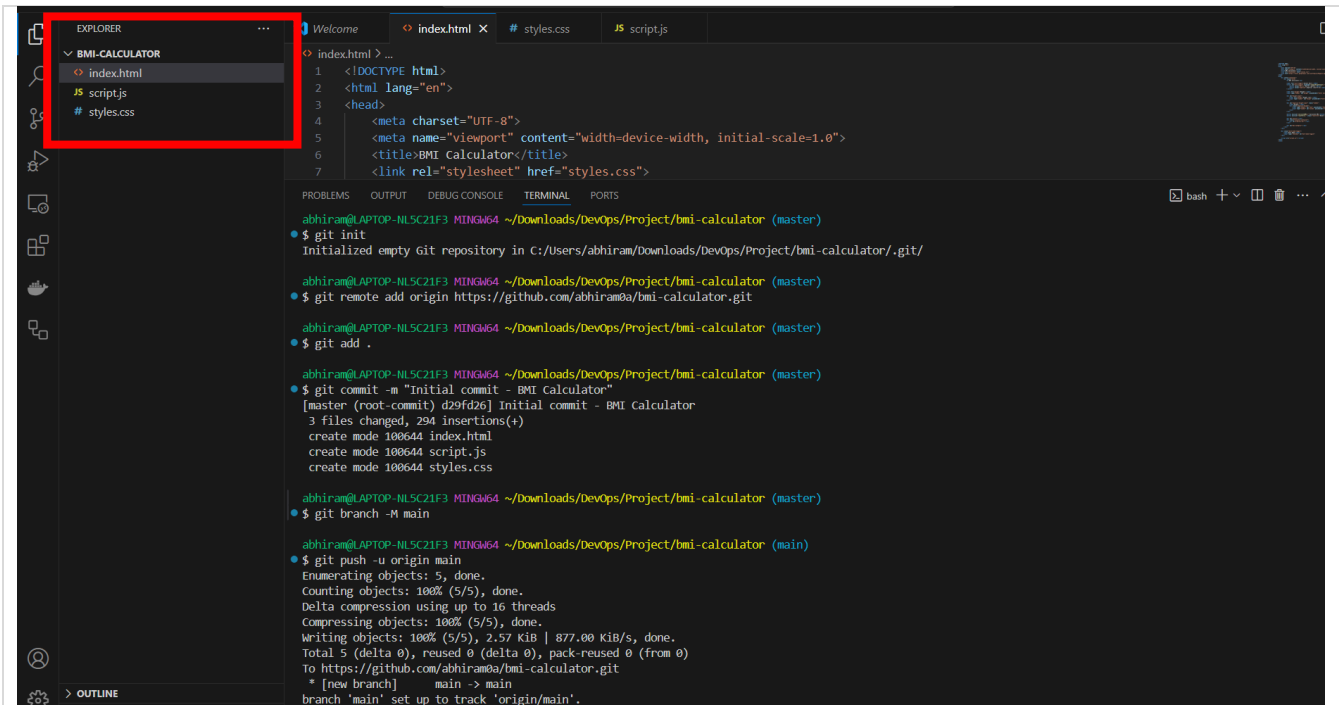 EXPLORER ...
BMI-CALCULATOR
index.html
JS script.js
# styles.css
OUTLINE
Welcome
index.html
# styles.css
JS script.js
index.html > ...
1 <!DOCTYPE html>
2 <html lang="en">
3 <head>
4 <meta charset="UTF-8">
5 <meta name="viewport" content="width=device-width, initial-scale=1.0">
6 <title>BMI Calculator</title>
7 <link rel="stylesheet" href="styles.css">
PROBLEMS OUTPUT DEBUG CONSOLE TERMINAL PORTS
bash
abhiram@LAPTOP-NL5C21F3 MINGW64 ~/Downloads/DevOps/Project/bmi-calculator (master)
$ git init
Initialized empty Git repository in C:/Users/abhiram/Downloads/DevOps/Project/bmi-calculator/.git/
abhiram@LAPTOP-NL5C21F3 MINGW64 ~/Downloads/DevOps/Project/bmi-calculator (master)
$ git remote add origin https://github.com/abhiram0a/bmi-calculator.git
abhiram@LAPTOP-NL5C21F3 MINGW64 ~/Downloads/DevOps/Project/bmi-calculator (master)
$ git add .
abhiram@LAPTOP-NL5C21F3 MINGW64 ~/Downloads/DevOps/Project/bmi-calculator (master)
$ git commit -m "Initial commit - BMI Calculator"
[master (root-commit) d29fd26] Initial commit - BMI Calculator
3 files changed, 294 insertions(+)
create mode 100644 index.html
create mode 100644 script.js
create mode 100644 styles.css
abhiram@LAPTOP-NL5C21F3 MINGW64 ~/Downloads/DevOps/Project/bmi-calculator (master)
$ git branch -M main
abhiram@LAPTOP-NL5C21F3 MINGW64 ~/Downloads/DevOps/Project/bmi-calculator (main)
$ git push -u origin main
Enumerating objects: 5, done.
Counting objects: 100% (5/5), done.
Delta compression using up to 16 threads
Compressing objects: 100% (5/5), done.
Writing objects: 100% (5/5), 2.57 KiB | 877.00 KiB/s, done.
Total 5 (delta 0), reused 0 (delta 0), pack-reused 0 (from 0)
To https://github.com/abhiram0a/bmi-calculator.git
* [new branch] main -> main
branch 'main' set up to track 'origin/main'.